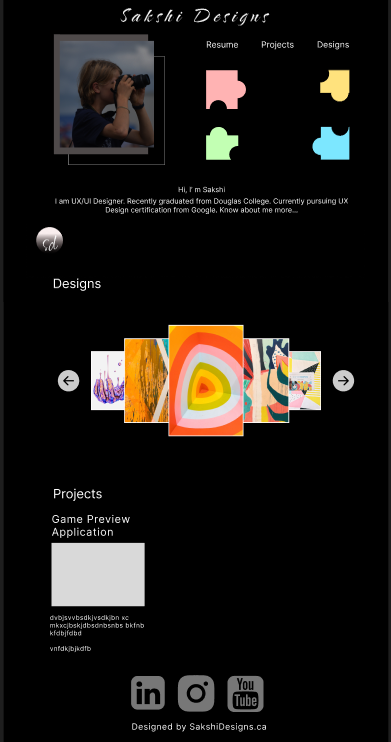 Sakshi Designs
Resume Projects Designs
Hi, I' m Sakshi
I am UX/UI Designer. Recently graduated from Douglas College. Currently pursuing UX
Design certification from Google. Know about me more...
sd
Designs
Projects
Game Preview
Application
dvbjsvvbsdkjvsdkjbn xc
mkxcjbskjdbsdnbsnbs bkfnb
kfdbjfdbd
vnfdkjbjkdfb
in
You
Tube
Designed by SakshiDesigns.ca